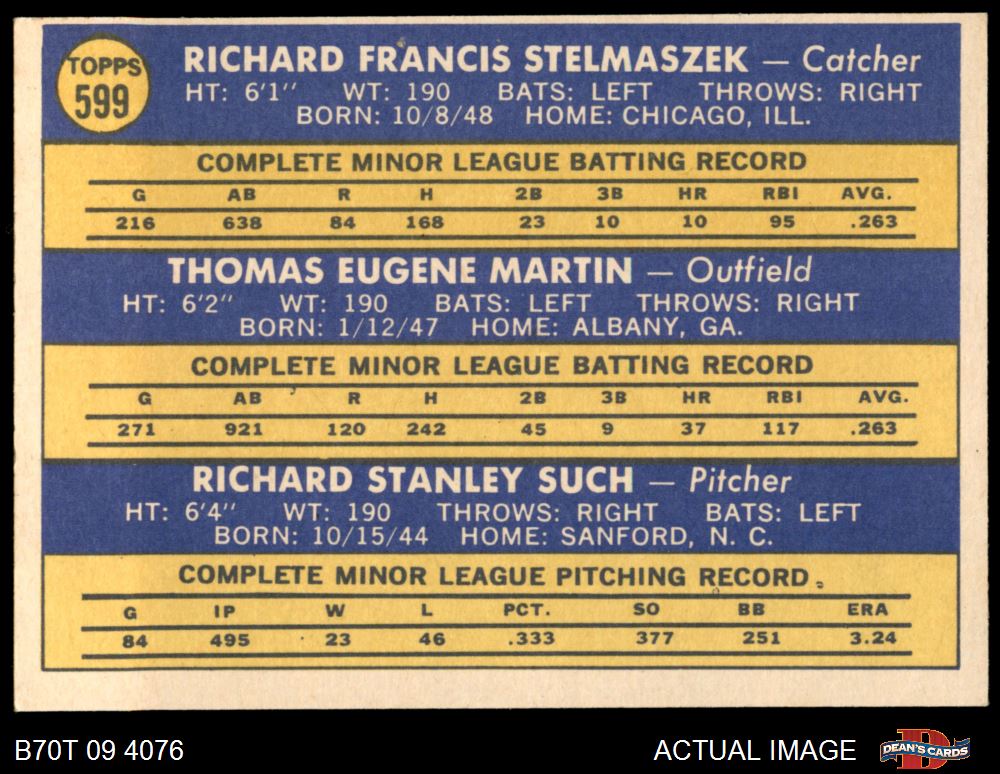 TOPPS
599
RICHARD FRANCIS STELMASZEK — Catcher
HT: 6'1" WT: 190 BATS: LEFT THROWS: RIGHT
BORN: 10/8/48 HOME: CHICAGO, ILL.
COMPLETE MINOR LEAGUE BATTING RECORD
G AB R H 2B 3B HR RBI AVG.
216 638 84 168 23 10 10 95 .263
THOMAS EUGENE MARTIN — Outfield
HT: 6'2" WT: 190 BATS: LEFT THROWS: RIGHT
BORN: 1/12/47 HOME: ALBANY, GA.
COMPLETE MINOR LEAGUE BATTING RECORD
G AB R H 2B 3B HR RBI AVG.
271 921 120 242 45 9 37 117 .263
RICHARD STANLEY SUCH — Pitcher
HT: 6'4" WT: 190 THROWS: RIGHT BATS: LEFT
BORN: 10/15/44 HOME: SANFORD, N. C.
COMPLETE MINOR LEAGUE PITCHING RECORD
G IP W L PCT. SO BB ERA
84 495 23 46 .333 377 251 3.24
B70T 09 4076 ACTUAL IMAGE DEAN'S CARDS